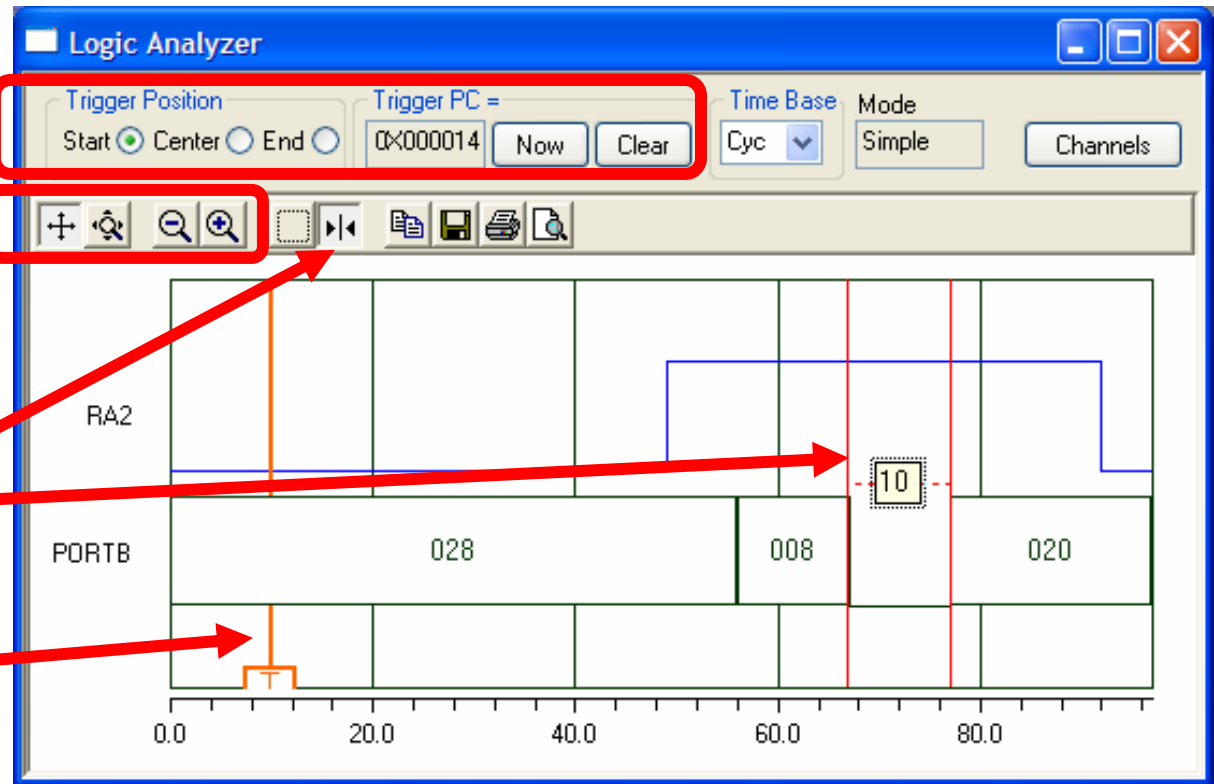 Logic Analyzer
Trigger Position Trigger PC = Time Base Mode
Start Center End 0X000014 Now Clear Cyc Simple Channels
RA2
10
PORTB 028 008 020
T
0.0 20.0 40.0 60.0 80.0